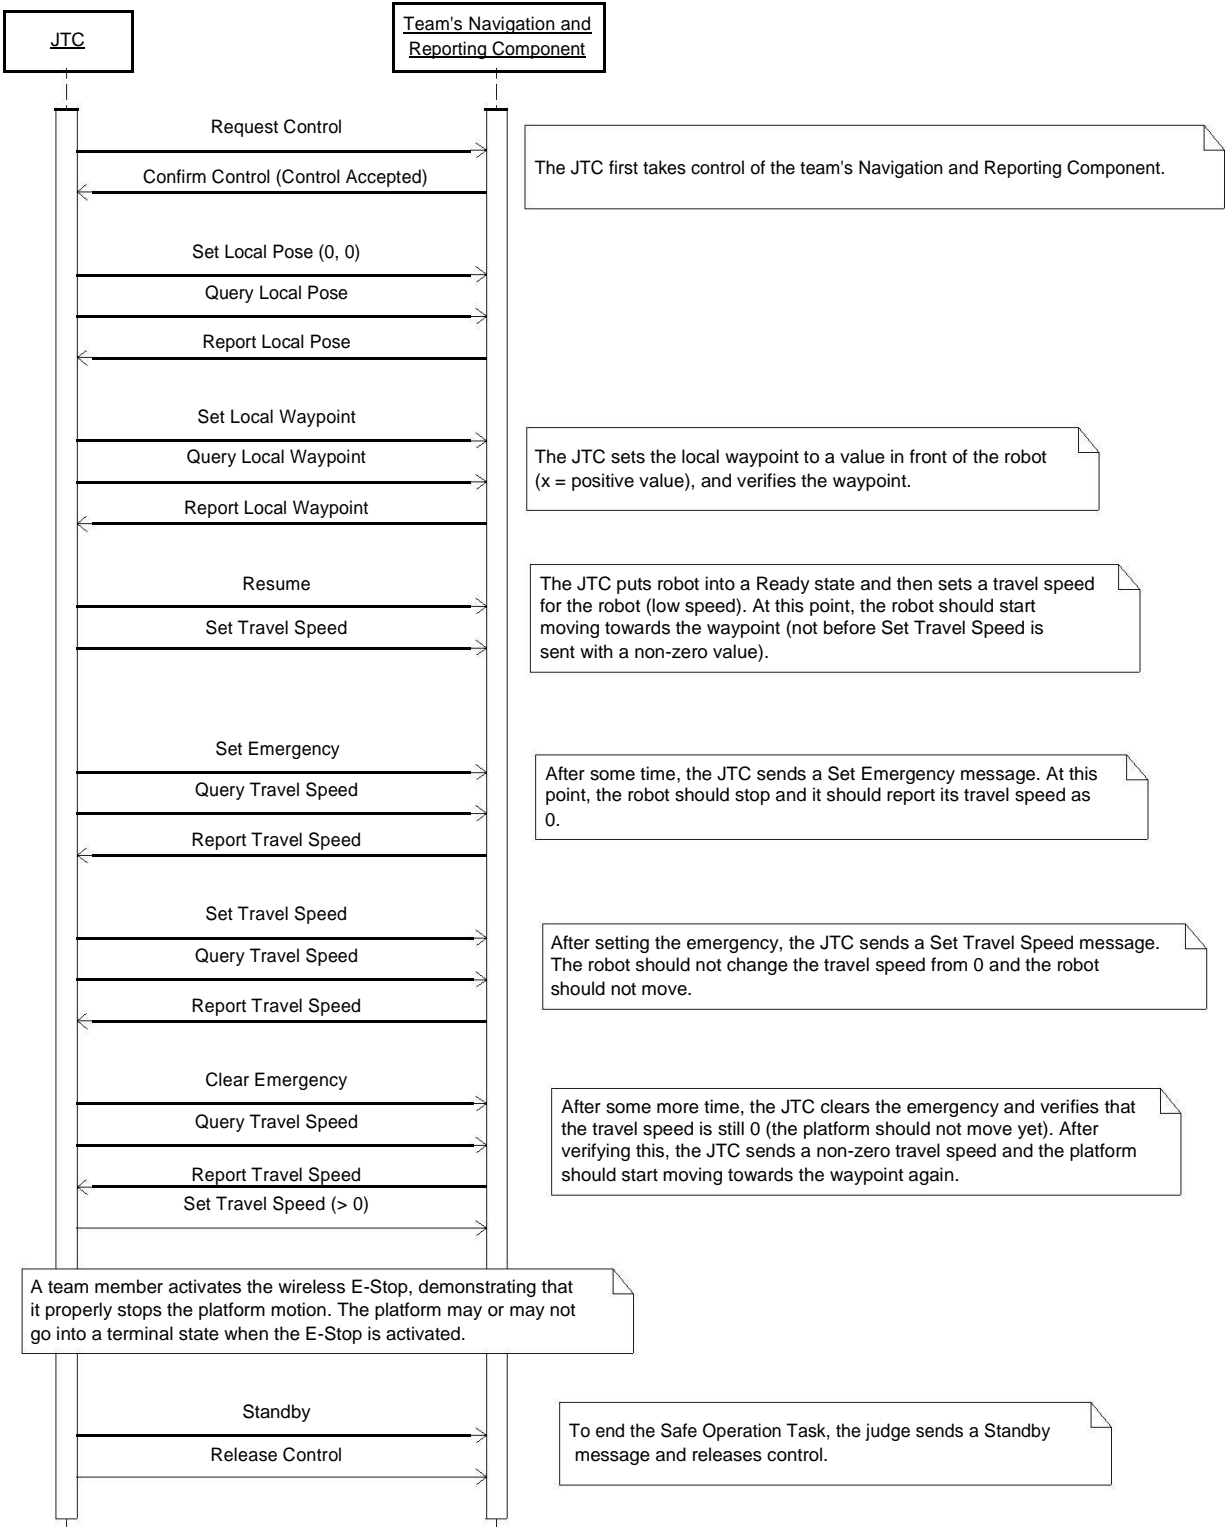 JTC
Team's Navigation and
Reporting Component
Request Control
The JTC first takes control of the team's Navigation and Reporting Component.
Confirm Control (Control Accepted)
Set Local Pose (0, 0)
Query Local Pose
Report Local Pose
Set Local Waypoint
Query Local Waypoint
Report Local Waypoint
The JTC sets the local waypoint to a value in front of the robot
(x = positive value), and verifies the waypoint.
Resume
Set Travel Speed
The JTC puts robot into a Ready state and then sets a travel speed
for the robot (low speed). At this point, the robot should start
moving towards the waypoint (not before Set Travel Speed is
sent with a non-zero value).
Set Emergency
Query Travel Speed
Report Travel Speed
After some time, the JTC sends a Set Emergency message. At this
point, the robot should stop and it should report its travel speed as
0.
Set Travel Speed
Query Travel Speed
Report Travel Speed
After setting the emergency, the JTC sends a Set Travel Speed message.
The robot should not change the travel speed from 0 and the robot
should not move.
Clear Emergency
Query Travel Speed
Report Travel Speed
Set Travel Speed (> 0)
After some more time, the JTC clears the emergency and verifies that
the travel speed is still 0 (the platform should not move yet). After
verifying this, the JTC sends a non-zero travel speed and the platform
should start moving towards the waypoint again.
A team member activates the wireless E-Stop, demonstrating that
it properly stops the platform motion. The platform may or may not
go into a terminal state when the E-Stop is activated.
Standby
Release Control
To end the Safe Operation Task, the judge sends a Standby
message and releases control.